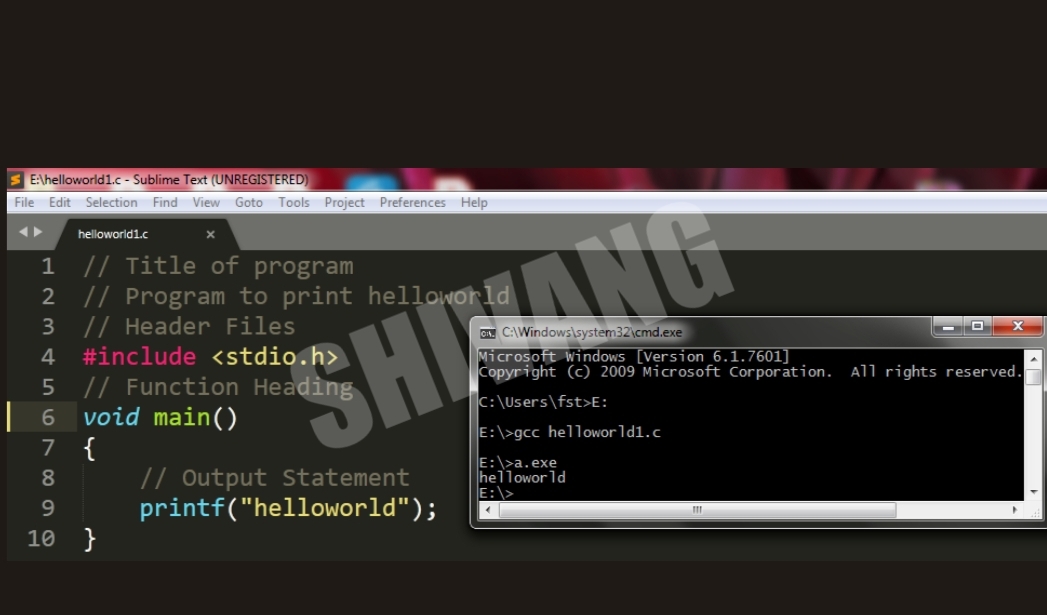 E:\helloworld1.c - Sublime Text (UNREGISTERED)
File Edit Selection Find View Goto Tools Project Preferences Help
helloworld1.c ×
1 // Title of program
2 // Program to print helloworld
3 // Header Files
4 #include <stdio.h>
5 // Function Heading
6 void main()
7 {
8 // Output Statement
9 printf("helloworld");
10 }
SHIVANG
C:\Windows\system32\cmd.exe
Microsoft Windows [Version 6.1.7601]
Copyright (c) 2009 Microsoft Corporation. All rights reserved.
C:\Users\fst>E:
E:\>gcc helloworld1.c
E:\>a.exe
helloworld
E:\>